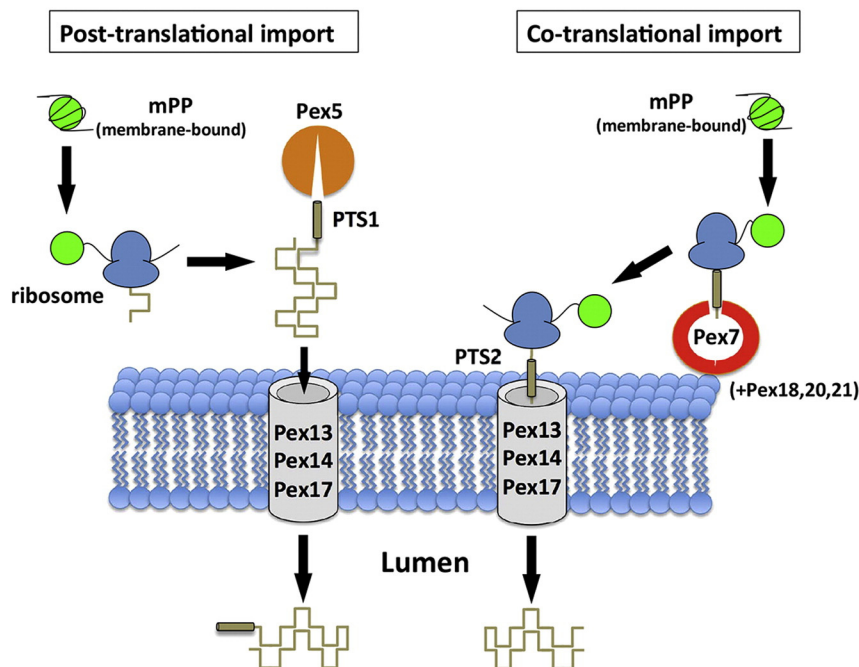 Post-translational import
Co-translational import
mPP
(membrane-bound)
Pex5
PTS1
ribosome
mPP
(membrane-bound)
Pex7
(+Pex18,20,21)
PTS2
Pex13
Pex14
Pex17
Pex13
Pex14
Pex17
Lumen